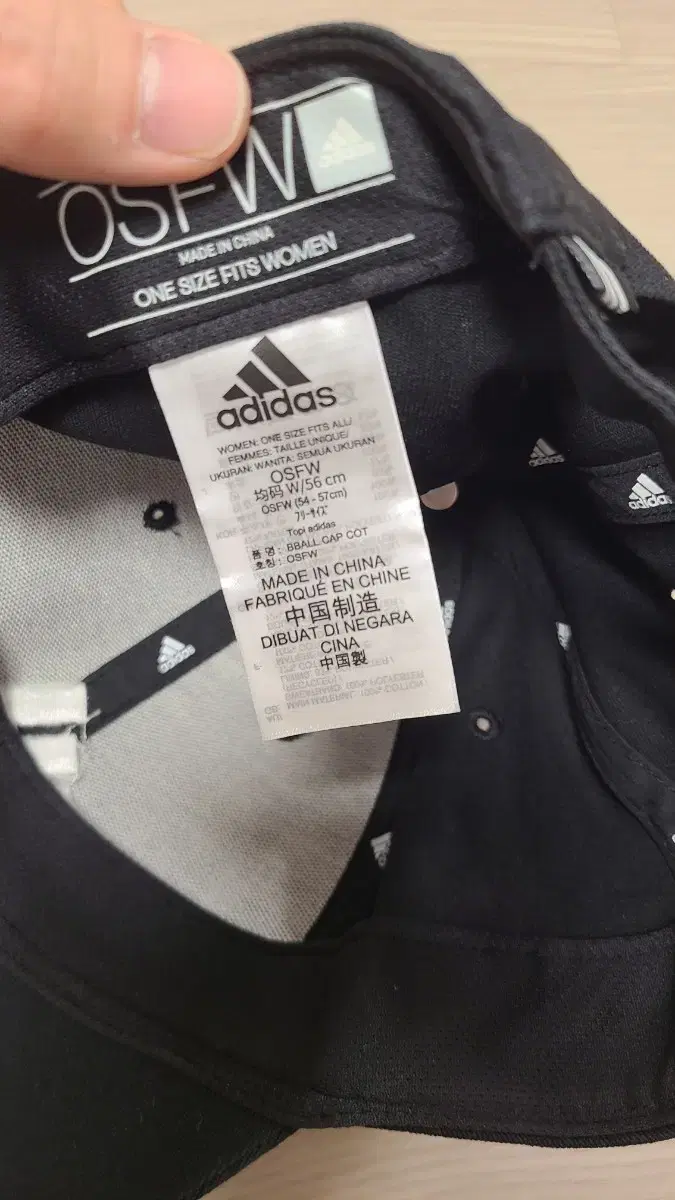 OSFW
MADE IN CHINA
ONE SIZE FITS WOMEN
adidas
WOMEN: ONE SIZE FITS ALL/
FEMMES: TAILLE UNIQUE/
UKURAN: WANITA: SEMUA UKURAN
OSFW
均码 W/56 cm
OSFW (54 - 57cm)
フリーサイズ
Topi adidas
품 명 : BBALL CAP COT
호칭 : OSFW
MADE IN CHINA
FABRIQUÉ EN CHINE
中国制造
DIBUAT DI NEGARA
CINA
中国製
adidas
adidas
adidas